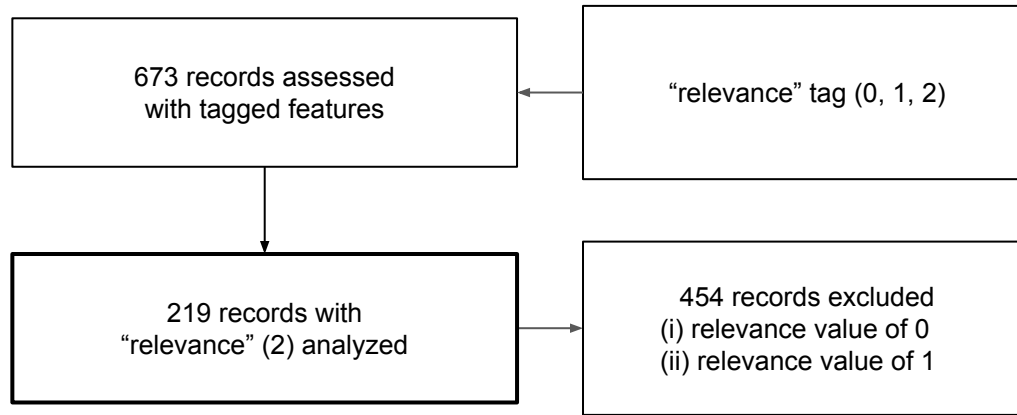 673 records assessed
with tagged features
“relevance” tag (0, 1, 2)
219 records with
“relevance” (2) analyzed
454 records excluded
(i) relevance value of 0
(ii) relevance value of 1